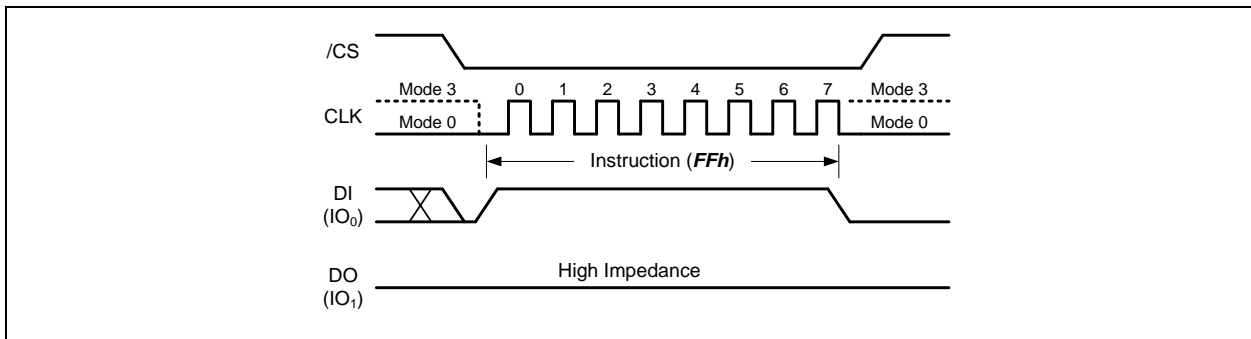 /CS
Mode 3 0 1 2 3 4 5 6 7 Mode 3
CLK
Mode 0 Mode 0
Instruction (FFh)
DI
(IO₀)
High Impedance
DO
(IO₁)